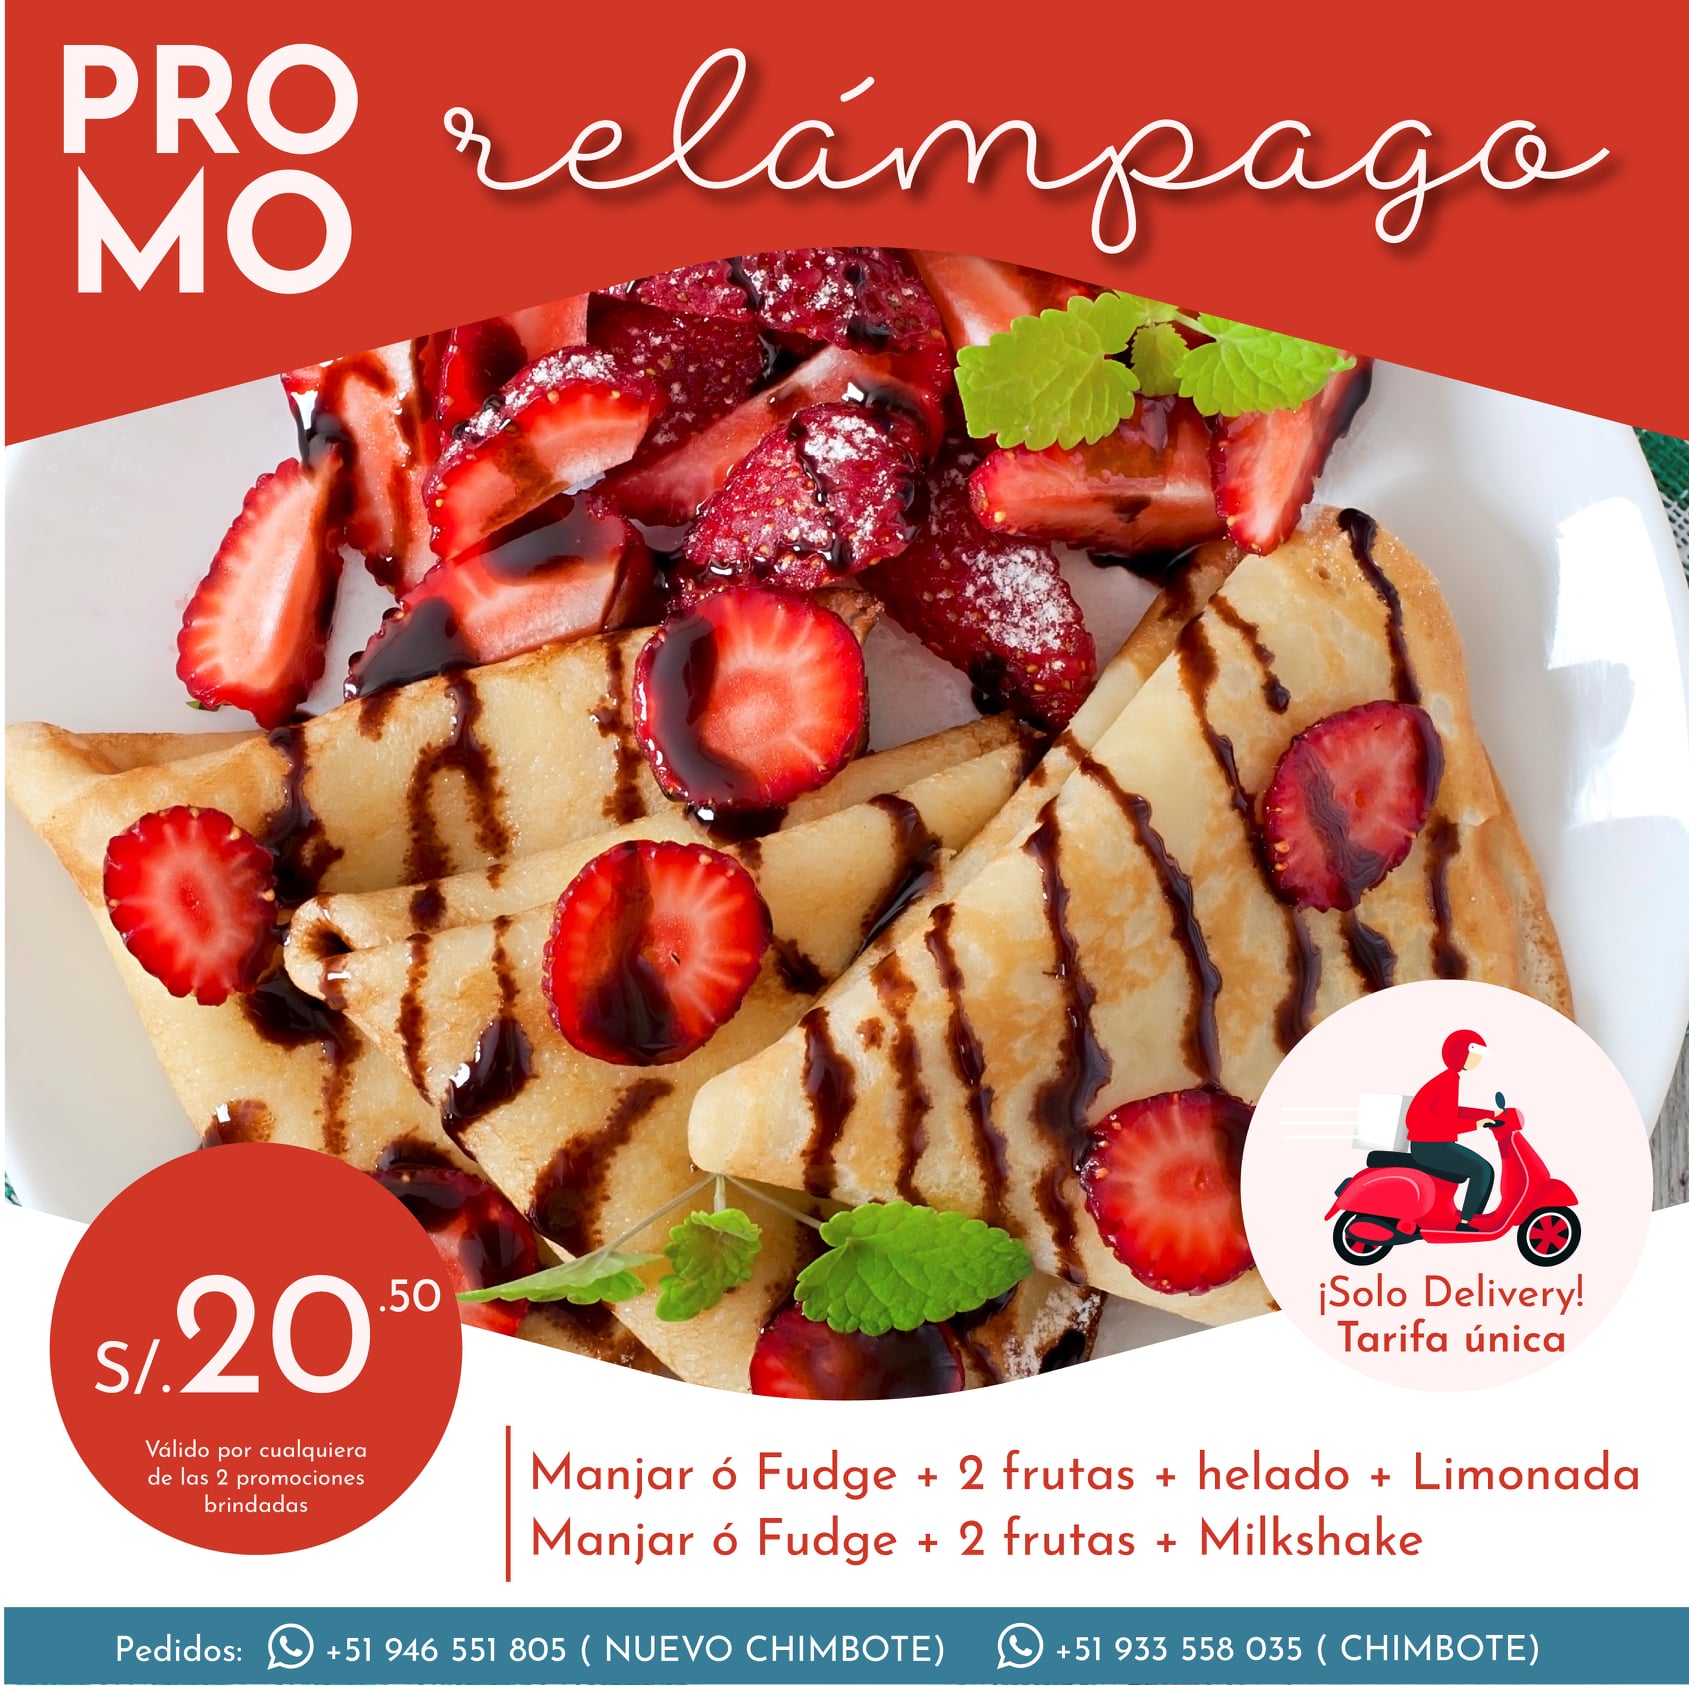 PRO
MO
relámpago
S/.20.50
Válido por cualquiera
de las 2 promociones
brindadas
¡Solo Delivery!
Tarifa única
Manjar ó Fudge + 2 frutas + helado + Limonada
Manjar ó Fudge + 2 frutas + Milkshake
Pedidos: +51 946 551 805 ( NUEVO CHIMBOTE) +51 933 558 035 ( CHIMBOTE)